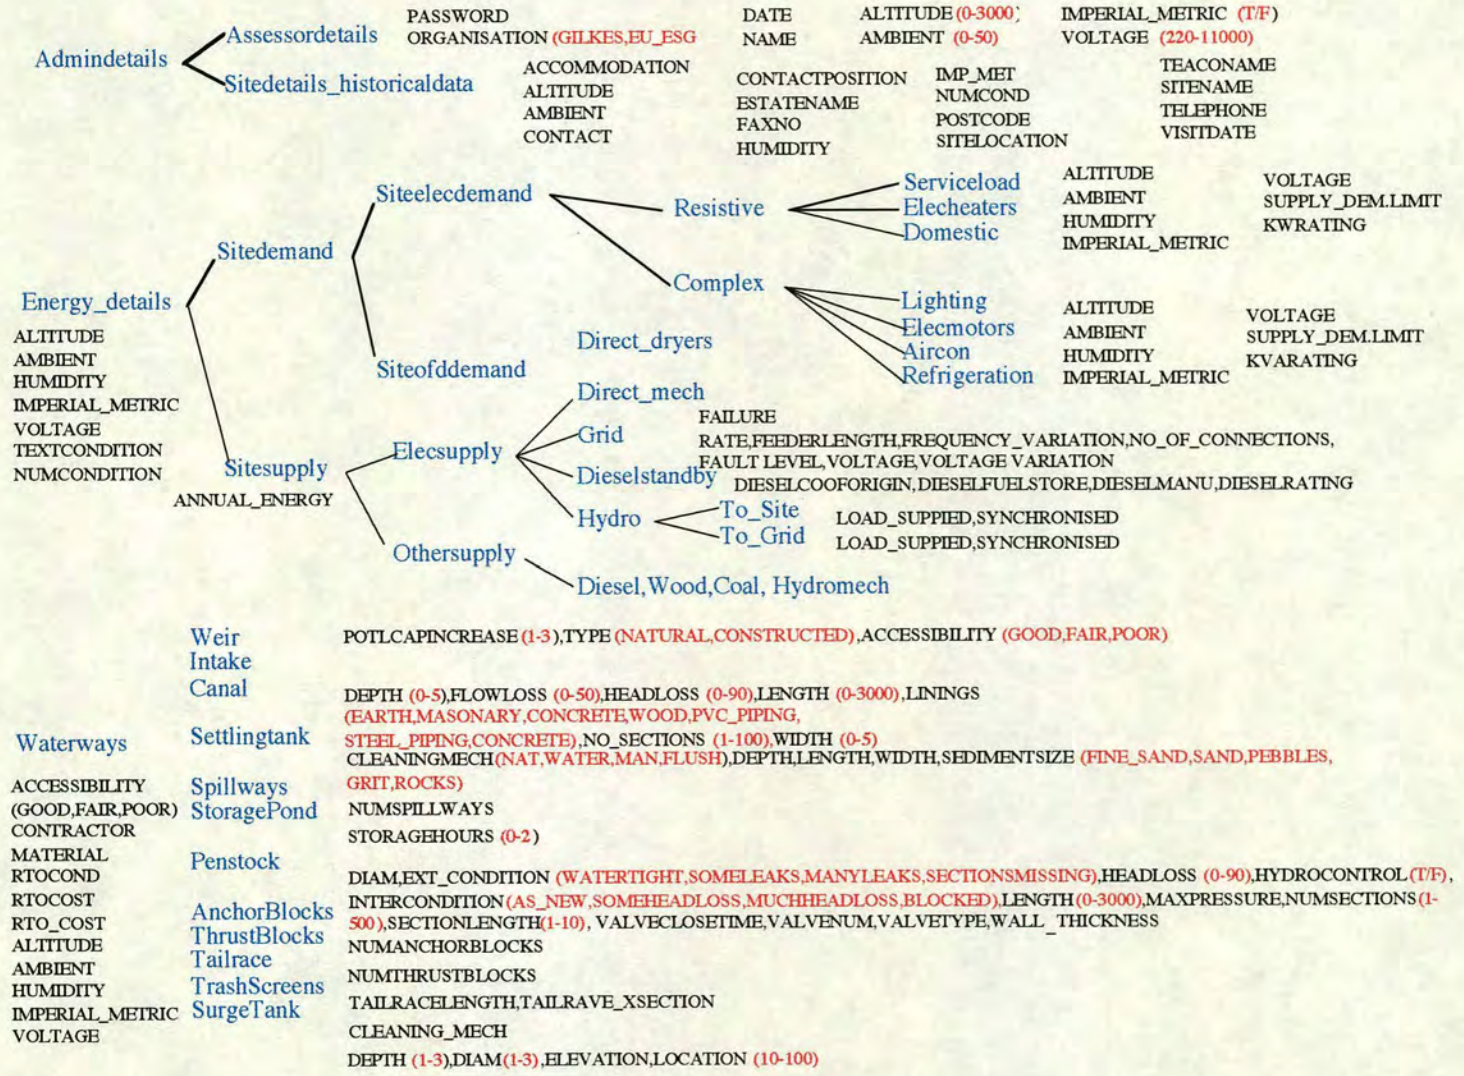 PASSWORD DATE ALTITUDE (0-3000) IMPERIAL_METRIC (T/F)
Assessordetails ORGANISATION (GILKES,EU_ESG NAME AMBIENT (0-50) VOLTAGE (220-11000)
Admindetails
Sitedetails_historicaldata
ACCOMMODATION
ALTITUDE
AMBIENT
CONTACT
CONTACTPOSITION
ESTATENAME
FAXNO
HUMIDITY
IMP_MET
NUMCOND
POSTCODE
SITELOCATION
TEACONAME
SITENAME
TELEPHONE
VISITDATE
Energy_details
ALTITUDE
AMBIENT
HUMIDITY
IMPERIAL_METRIC
VOLTAGE
TEXTCONDITION
NUMCONDITION
Sitedemand
Siteelecdemand
Resistive
Serviceload
Elecheaters
Domestic
ALTITUDE
AMBIENT
HUMIDITY
IMPERIAL_METRIC
VOLTAGE
SUPPLY_DEM.LIMIT
KWRATING
Complex
Lighting
Elecmotors
Aircon
Refrigeration
ALTITUDE
AMBIENT
HUMIDITY
IMPERIAL_METRIC
VOLTAGE
SUPPLY_DEM.LIMIT
KVARATING
Siteofddemand
Direct_dryers
Direct_mech
Sitesupply
ANNUAL_ENERGY
Elecsupply
Grid
FAILURE
RATE,FEEDERLENGTH,FREQUENCY_VARIATION,NO_OF_CONNECTIONS,
FAULT LEVEL,VOLTAGE,VOLTAGE VARIATION
Dieselstandby
DIESELCOOFORIGIN,DIESELFUELSTORE,DIESELMANU,DIESELRATING
Hydro
To_Site LOAD_SUPPIED,SYNCHRONISED
To_Grid LOAD_SUPPIED,SYNCHRONISED
Othersupply
Diesel,Wood,Coal, Hydromech
Waterways
ACCESSIBILITY
(GOOD,FAIR,POOR)
CONTRACTOR
MATERIAL
RTOCOND
RTOCOST
RTO_COST
ALTITUDE
AMBIENT
HUMIDITY
IMPERIAL_METRIC
VOLTAGE
Weir
Intake
Canal
Settlingtank
Spillways
StoragePond
Penstock
AnchorBlocks
ThrustBlocks
Tailrace
TrashScreens
SurgeTank
POTLCAPINCREASE (1-3),TYPE (NATURAL,CONSTRUCTED),ACCESSIBILITY (GOOD,FAIR,POOR)
DEPTH (0-5),FLOWLOSS (0-50),HEADLOSS (0-90),LENGTH (0-3000),LININGS
(EARTH,MASONARY,CONCRETE,WOOD,PVC_PIPING,
STEEL_PIPING,CONCRETE),NO_SECTIONS (1-100),WIDTH (0-5)
CLEANINGMECH(NAT,WATER,MAN,FLUSH),DEPTH,LENGTH,WIDTH,SEDIMENTSIZE (FINE_SAND,SAND,PEBBLES,
GRIT,ROCKS)
NUMSPILLWAYS
STORAGEHOURS (0-2)
DIAM,EXT_CONDITION (WATERTIGHT,SOMELEAKS,MANYLEAKS,SECTIONSMISSING),HEADLOSS (0-90),HYDROCONTROL(T/F),
INTERCONDITION(AS_NEW,SOMEHEADLOSS,MUCHHEADLOSS,BLOCKED),LENGTH(0-3000),MAXPRESSURE,NUMSECTIONS(1-
500),SECTIONLENGTH(1-10), VALVECLOSETIME,VALVENUM,VALVETYPE,WALL_THICKNESS
NUMANCHORBLOCKS
NUMTHRUSTBLOCKS
TAILRACELENGTH,TAILRAVE_XSECTION
CLEANING_MECH
DEPTH (1-3),DIAM(1-3),ELEVATION,LOCATION (10-100)